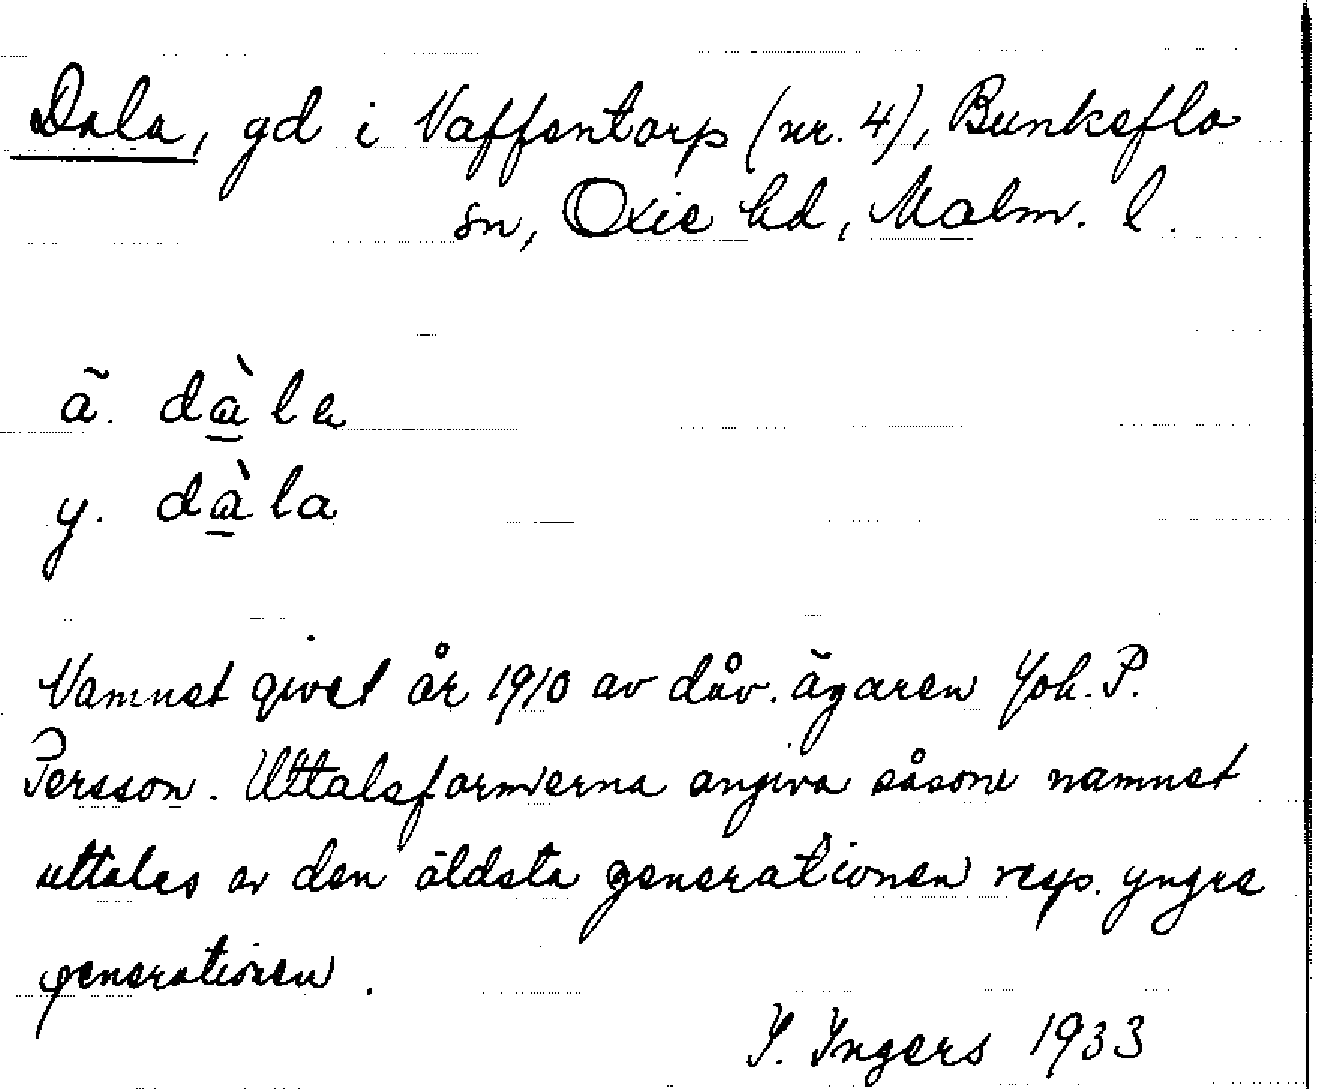 Dala, gd i Naffentorp (nr. 4), Bunkeflo
sn, Oxie hd, Malm. l.
ä. dàla
y. dàla
Namnet givet år 1910 av dåv. ägaren Joh. P.
Persson. Uttalsformerna angiva såsom namnet
uttalas av den äldsta generationen resp. yngre
generationen.
I. Ingers 1933